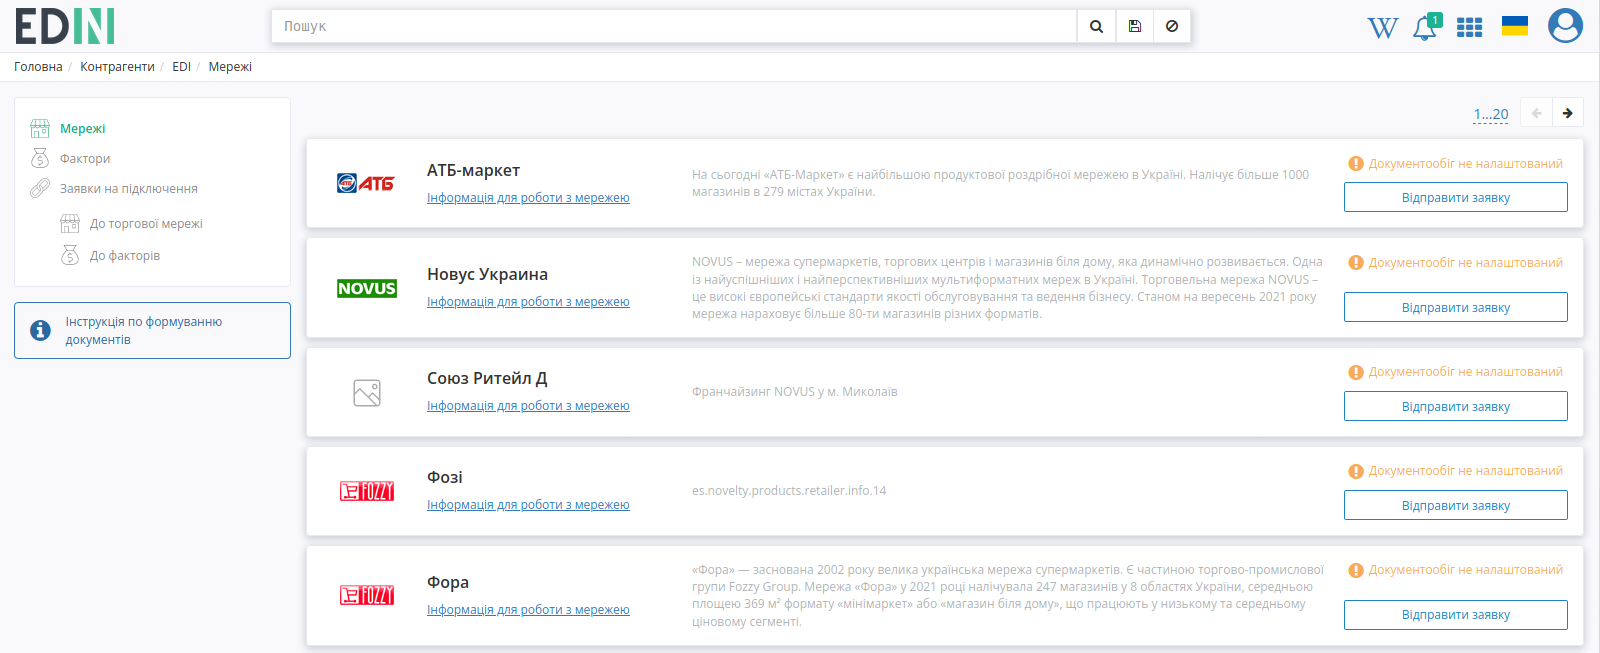 EDIN
Пошук
1
Головна / Контрагенти / EDI / Мережі
Мережі
Фактори
Заявки на підключення
До торгової мережі
До факторів
Інструкція по формуванню
документів
1...20
АТБ
АТБ-маркет
Інформація для роботи з мережею
На сьогодні «АТБ-Маркет» є найбільшою продуктової роздрібної мережею в Україні. Налічує більше 1000
магазинів в 279 містах України.
Документообіг не налаштований
Відправити заявку
NOVUS
Новус Украина
Інформація для роботи з мережею
NOVUS – мережа супермаркетів, торгових центрів і магазинів біля дому, яка динамічно розвивається. Одна
із найуспішніших і найперспективніших мультиформатних мереж в Україні. Торговельна мережа NOVUS –
це високі європейські стандарти якості обслуговування та ведення бізнесу. Станом на вересень 2021 року
мережа нараховує більше 80-ти магазинів різних форматів.
Документообіг не налаштований
Відправити заявку
Союз Ритейл Д
Інформація для роботи з мережею
Франчайзинг NOVUS у м. Миколаїв
Документообіг не налаштований
Відправити заявку
FOZZY
Фозі
Інформація для роботи з мережею
es.novelty.products.retailer.info.14
Документообіг не налаштований
Відправити заявку
FOZZY
Фора
Інформація для роботи з мережею
«Фора» — заснована 2002 року велика українська мережа супермаркетів. Є частиною торгово-промислової
групи Fozzy Group. Мережа «Фора» у 2021 році налічувала 247 магазинів у 8 областях України, середньою
площею 369 м² формату «мінімаркет» або «магазин біля дому», що працюють у низькому та середньому
ціновому сегменті.
Документообіг не налаштований
Відправити заявку